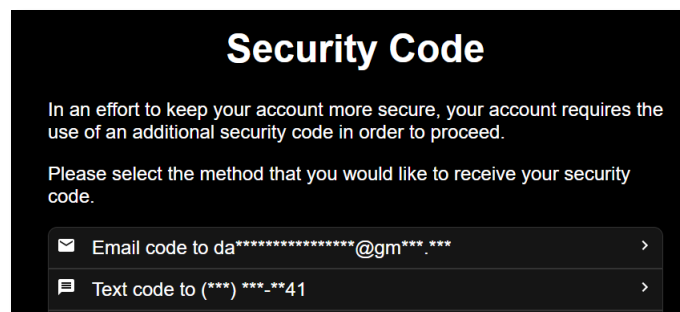 Security Code
In an effort to keep your account more secure, your account requires the
use of an additional security code in order to proceed.
Please select the method that you would like to receive your security
code.
Email code to da****************@gm***.***
Text code to (***) ***-**41